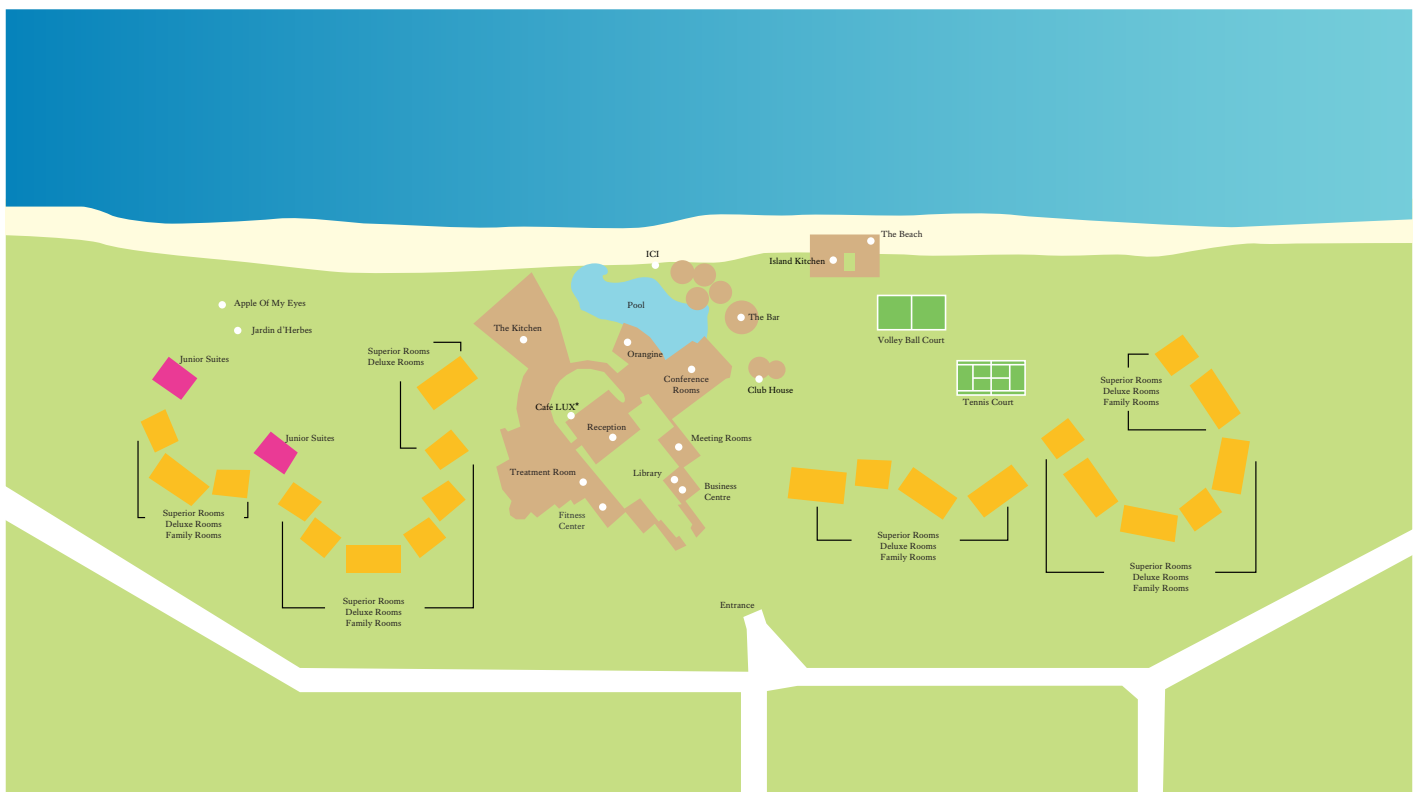 The Beach
ICI
Island Kitchen
Apple Of My Eyes
Pool
The Bar
Jardin d'Herbes
The Kitchen
Volley Ball Court
Superior Rooms
Deluxe Rooms
Orangine
Junior Suites
Conference
Rooms
Club House
Superior Rooms
Deluxe Rooms
Family Rooms
Tennis Court
Café LUX*
Reception
Junior Suites
Meeting Rooms
Treatment Room
Library
Business
Centre
Superior Rooms
Deluxe Rooms
Family Rooms
Fitness
Center
Superior Rooms
Deluxe Rooms
Family Rooms
Superior Rooms
Deluxe Rooms
Family Rooms
Superior Rooms
Deluxe Rooms
Family Rooms
Entrance